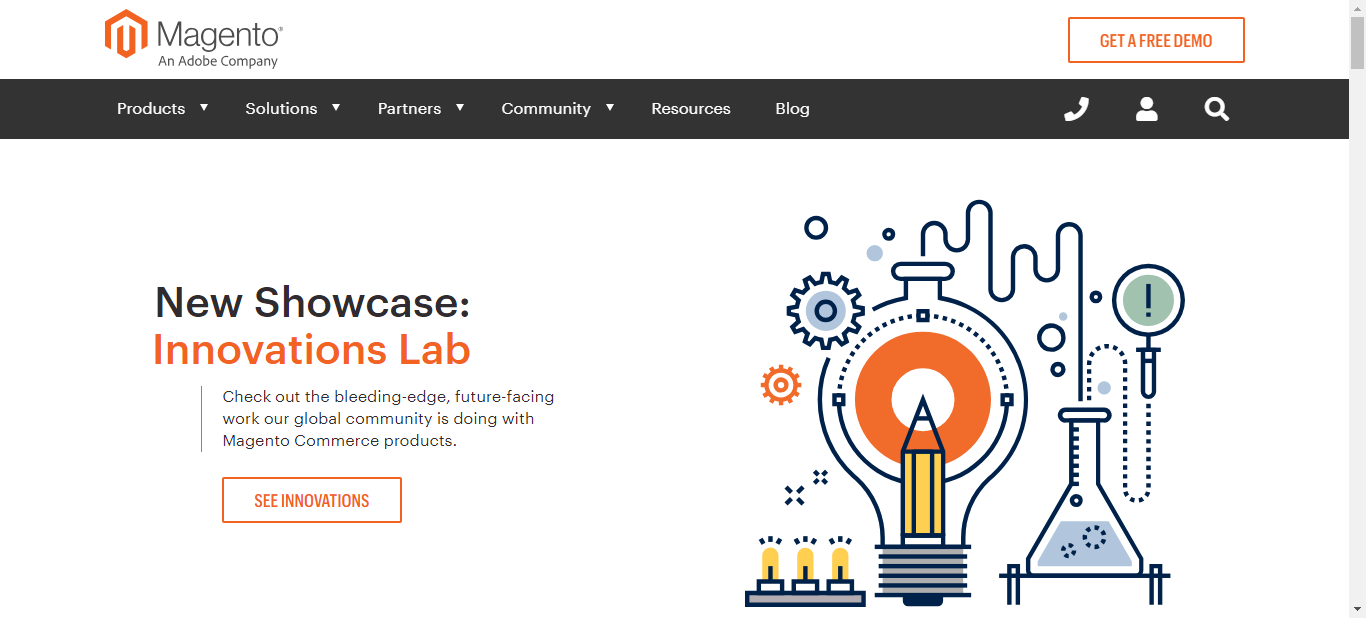 Magento®
An Adobe Company
GET A FREE DEMO
Products ▼ Solutions ▼ Partners ▼ Community ▼ Resources Blog
New Showcase:
Innovations Lab
Check out the bleeding-edge, future-facing
work our global community is doing with
Magento Commerce products.
SEE INNOVATIONS
!